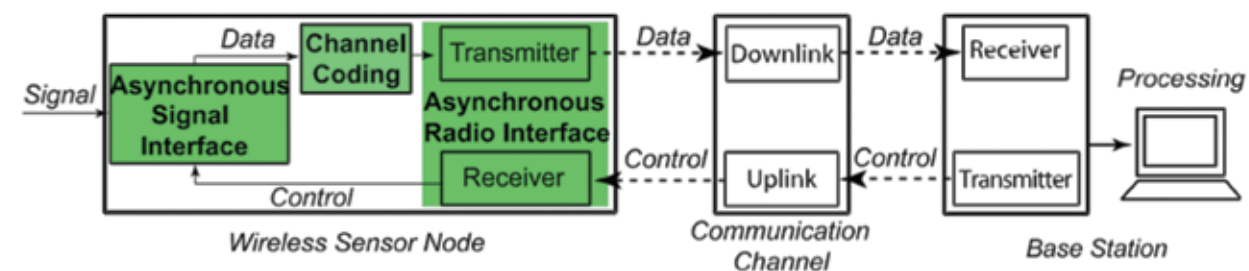 Signal
Asynchronous
Signal
Interface
Data
Channel
Coding
Transmitter
Asynchronous
Radio Interface
Receiver
Control
Wireless Sensor Node
Data
Control
Downlink
Uplink
Communication
Channel
Data
Control
Receiver
Transmitter
Base Station
Processing